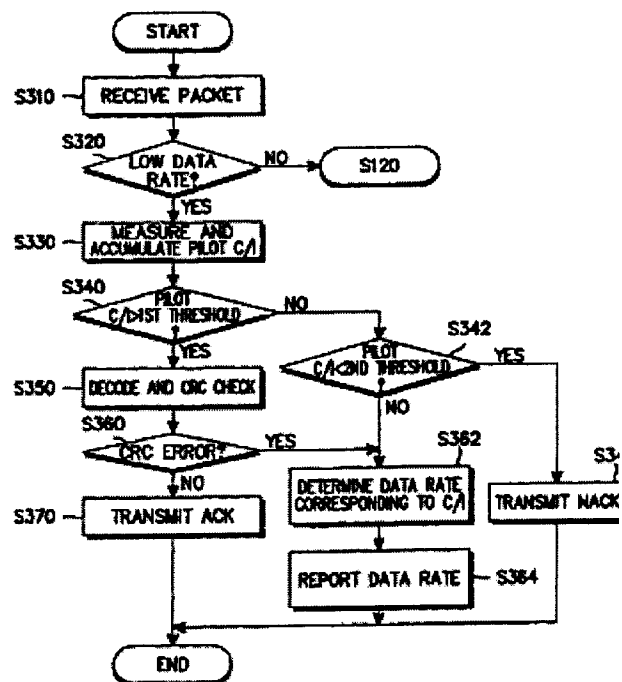 START
S310
RECEIVE PACKET
S320
LOW DATA
RATE?
NO
S120
YES
S330
MEASURE AND
ACCUMULATE PILOT C/I
S340
PILOT
C/I>1ST THRESHOLD
?
NO
YES
S342
PILOT
C/I<2ND THRESHOLD
?
YES
NO
S350
DECODE AND CRC CHECK
S360
CRC ERROR?
YES
NO
S362
DETERMINE DATA RATE
CORRESPONDING TO C/I
S34
TRANSMIT NACK
S370
TRANSMIT ACK
REPORT DATA RATE
S364
END